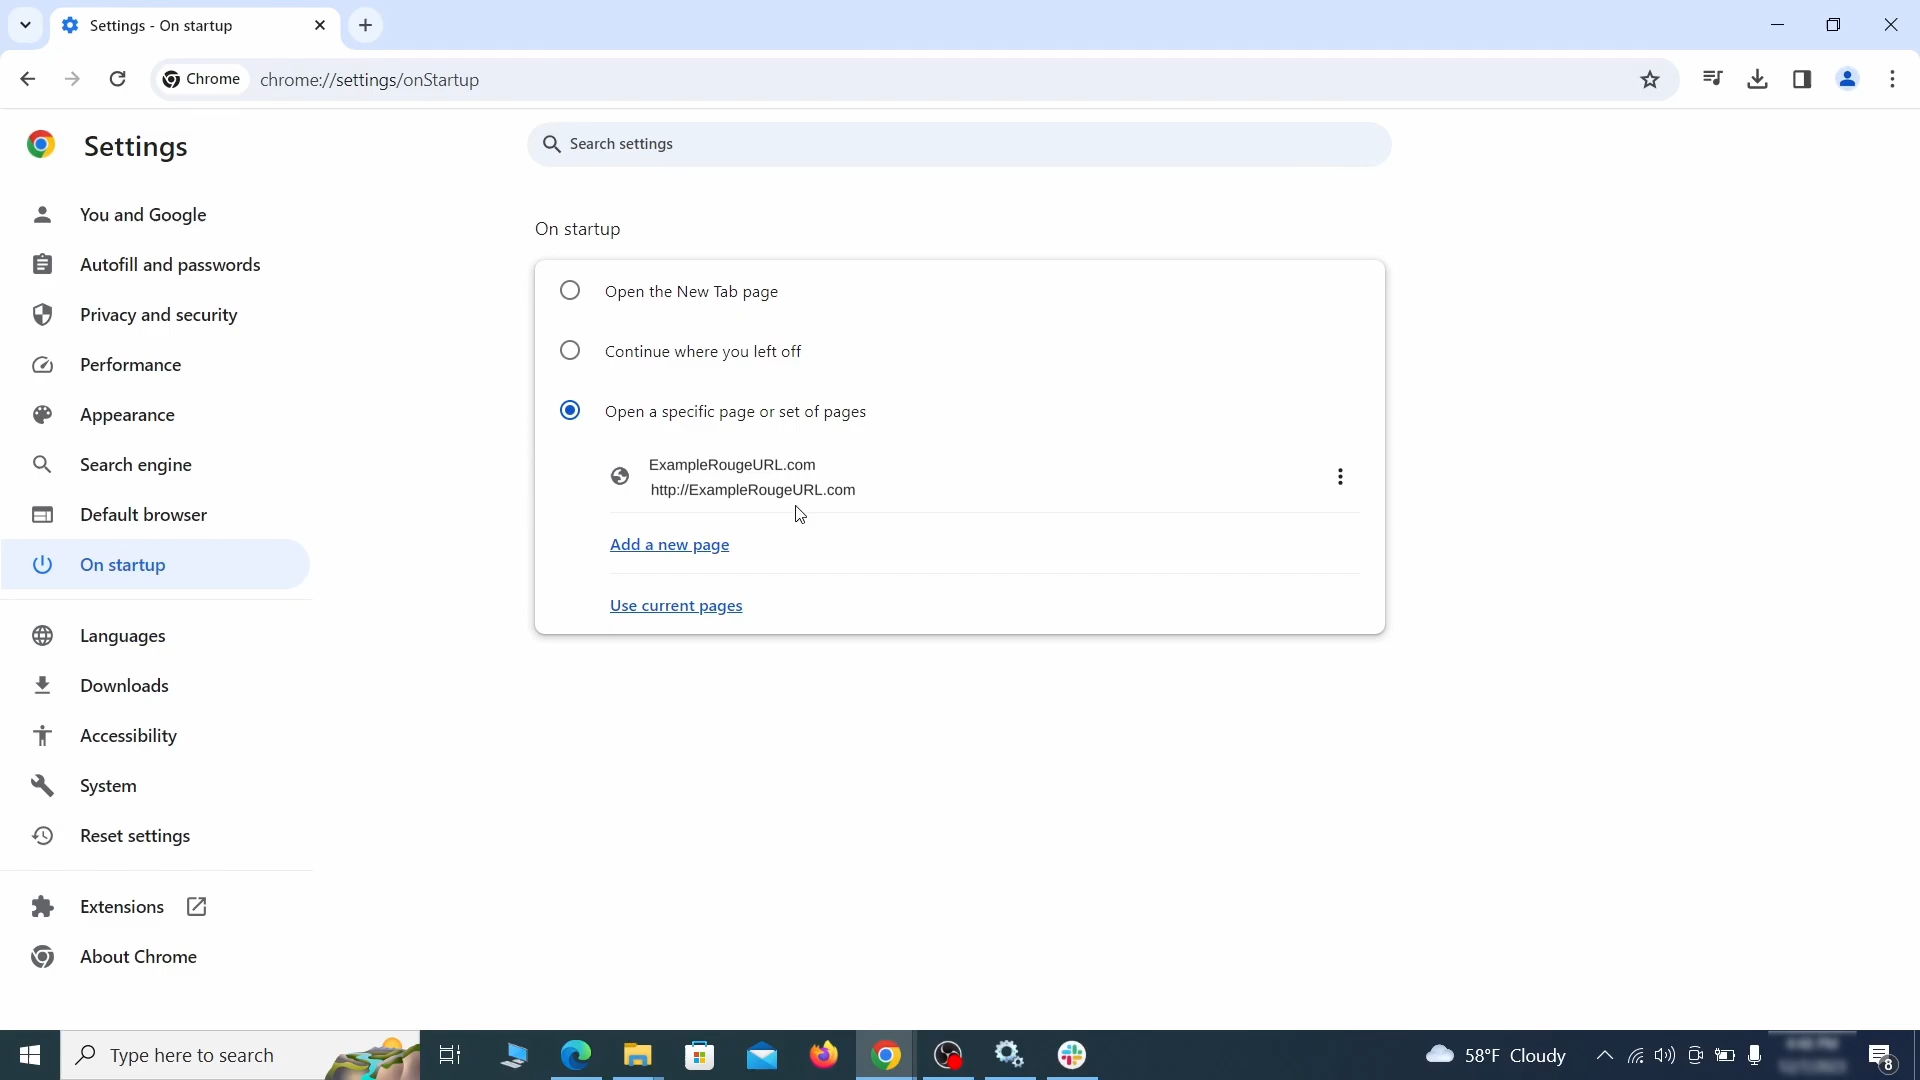 Settings - On startup
Chrome
chrome://settings/onStartup
Settings
Search settings
You and Google
Autofill and passwords
Privacy and security
Performance
Appearance
Search engine
Default browser
On startup
Languages
Downloads
Accessibility
System
Reset settings
Extensions
About Chrome
On startup
Open the New Tab page
Continue where you left off
Open a specific page or set of pages
ExampleRougeURL.com
http://ExampleRougeURL.com
Add a new page
Use current pages
Type here to search
58°F Cloudy
8